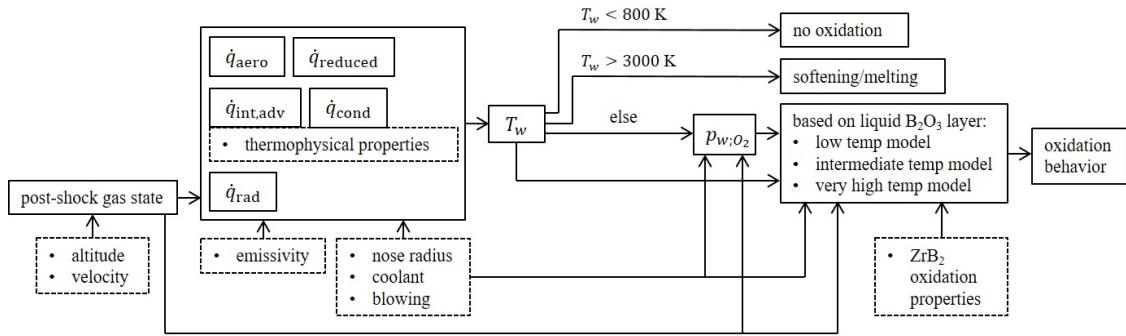 T_w < 800 K
no oxidation
q̇_aero
q̇_reduced
T_w > 3000 K
softening/melting
q̇_int,adv
q̇_cond
• thermophysical properties
T_w
else
p_w;O₂
based on liquid B₂O₃ layer:
• low temp model
• intermediate temp model
• very high temp model
oxidation
behavior
q̇_rad
post-shock gas state
• altitude
• velocity
• emissivity
• nose radius
• coolant
• blowing
• ZrB₂
oxidation
properties